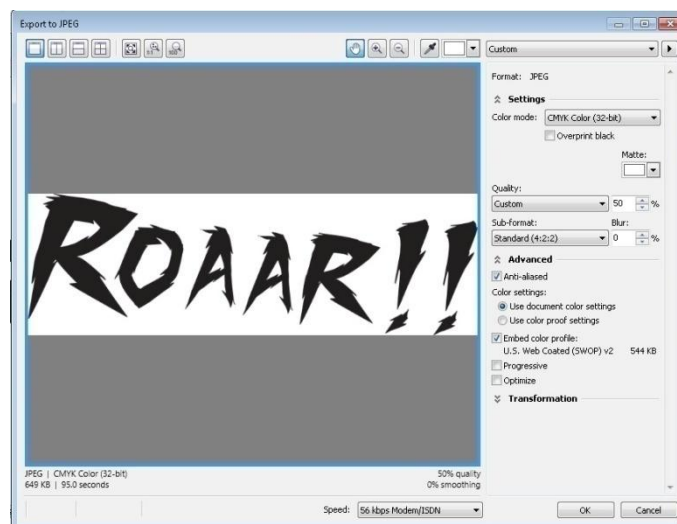 Export to JPEG
Custom
Format: JPEG
Settings
Color mode: CMYK Color (32-bit)
Overprint black
Matte:
Quality:
Custom 50 %
Sub-format: Blur:
Standard (4:2:2) 0 %
Advanced
Anti-aliased
Color settings:
Use document color settings
Use color proof settings
Embed color profile:
U.S. Web Coated (SWOP) v2 544 KB
Progressive
Optimize
Transformation
ROAAR!!
JPEG | CMYK Color (32-bit) 50% quality
649 KB | 95.0 seconds 0% smoothing
Speed: 56 kbps Modem/ISDN OK Cancel